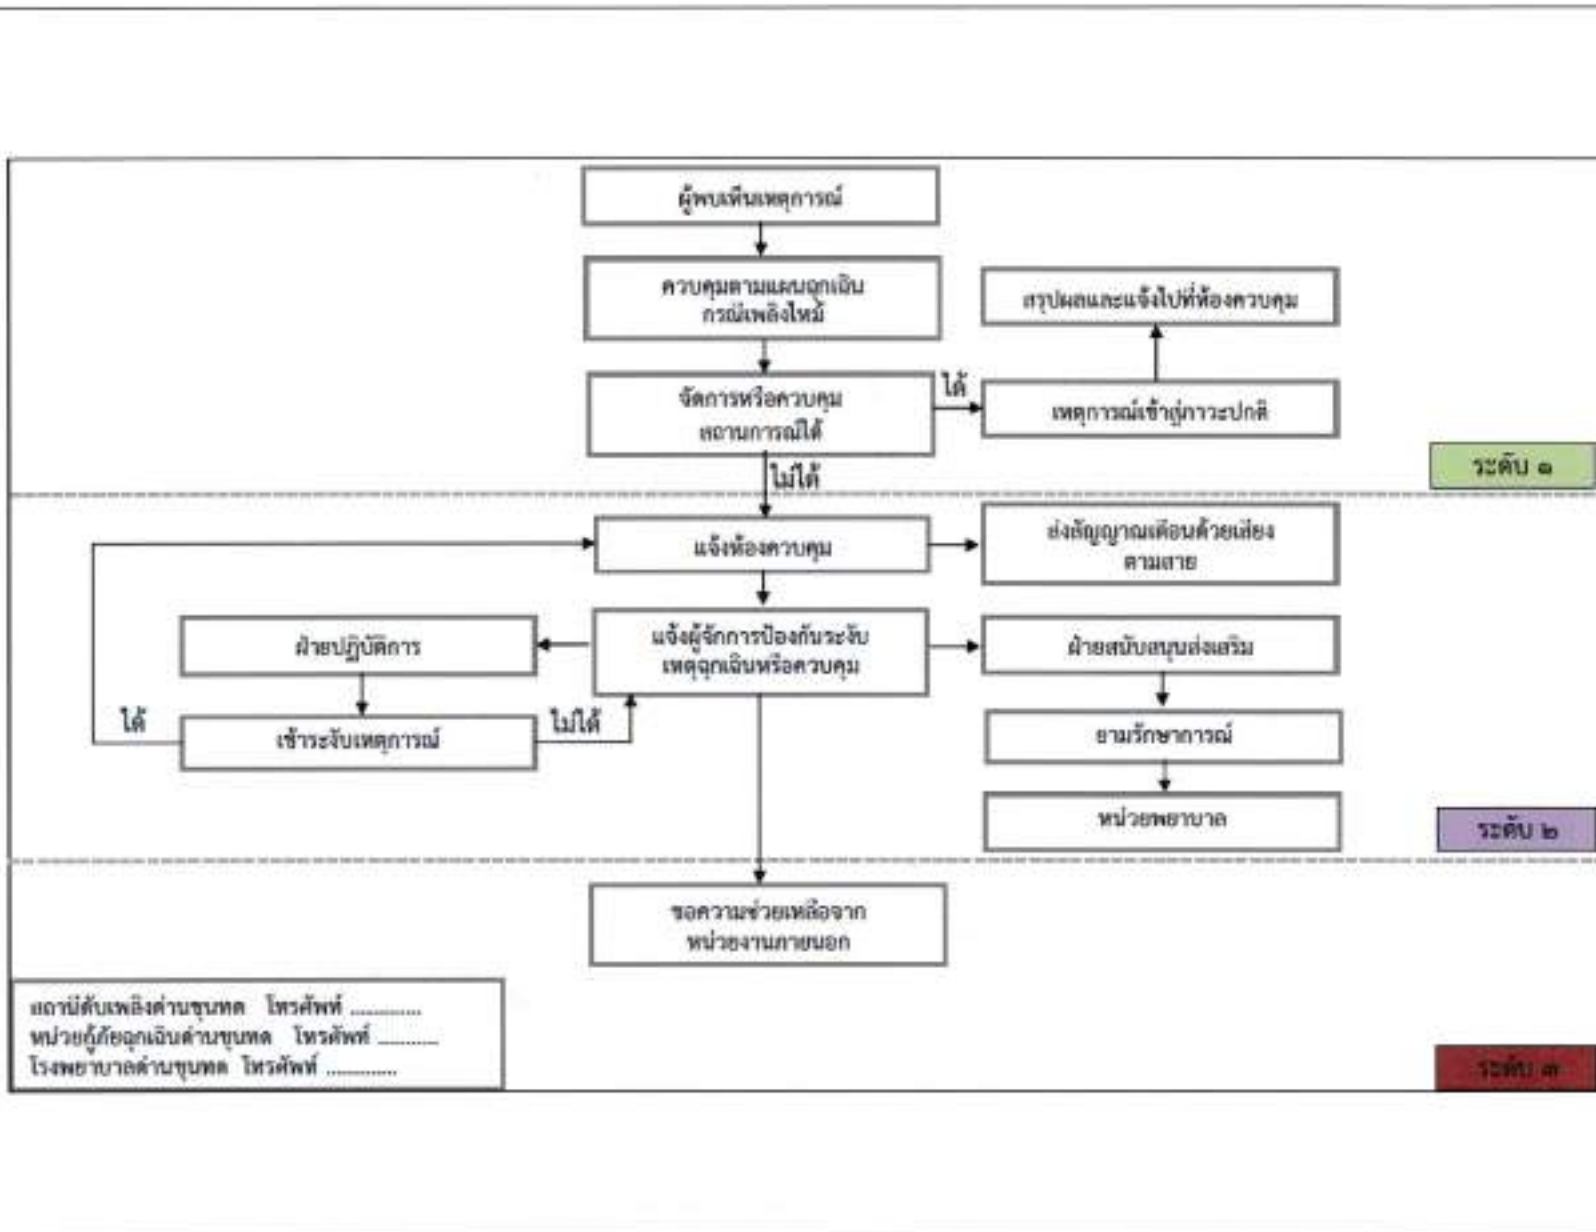 ผู้พบเห็นเหตุการณ์
ควบคุมตามแผนฉุกเฉิน
กรณีเพลิงไหม้
สรุปผลและแจ้งไปที่ห้องควบคุม
จัดการหรือควบคุม
สถานการณ์ได้
ได้
เหตุการณ์เข้าสู่ภาวะปกติ
ไม่ได้
ระดับ ๑
แจ้งห้องควบคุม
ส่งสัญญาณเตือนด้วยเสียง
ตามสาย
ฝ่ายปฏิบัติการ
แจ้งผู้จัดการป้องกันระงับ
เหตุฉุกเฉินหรือควบคุม
ฝ่ายสนับสนุนส่งเสริม
ได้
เข้าระงับเหตุการณ์
ไม่ได้
ยามรักษาการณ์
หน่วยพยาบาล
ระดับ ๒
ขอความช่วยเหลือจาก
หน่วยงานภายนอก
สถานีดับเพลิงด่านขุนทด โทรศัพท์ .............
หน่วยกู้ภัยฉุกเฉินด่านขุนทด โทรศัพท์ ...........
โรงพยาบาลด่านขุนทด โทรศัพท์ .............
ระดับ ๓